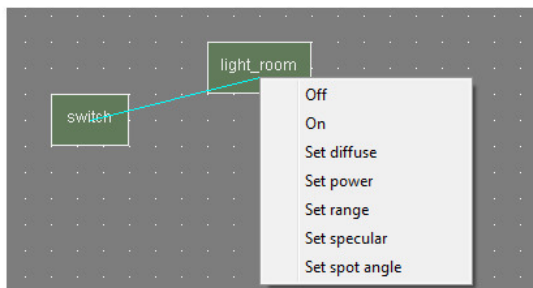 light_room
switch
Off
On
Set diffuse
Set power
Set range
Set specular
Set spot angle